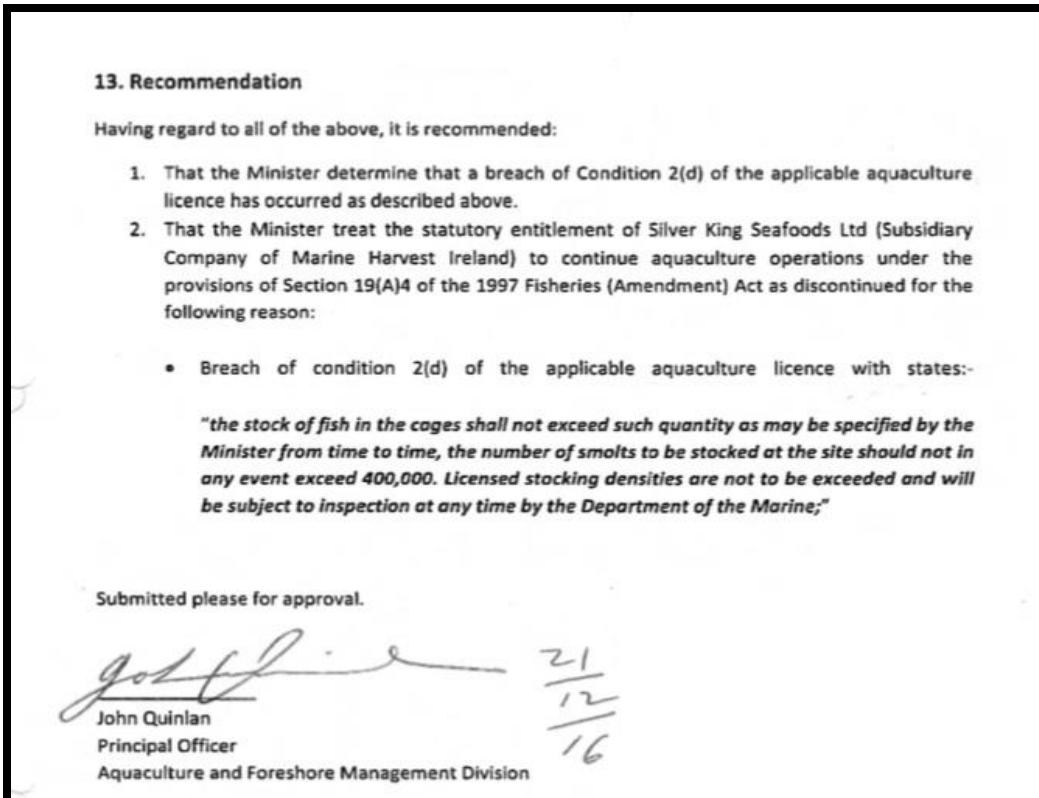 13. Recommendation
Having regard to all of the above, it is recommended:
1. That the Minister determine that a breach of Condition 2(d) of the applicable aquaculture
licence has occurred as described above.
2. That the Minister treat the statutory entitlement of Silver King Seafoods Ltd (Subsidiary
Company of Marine Harvest Ireland) to continue aquaculture operations under the
provisions of Section 19(A)4 of the 1997 Fisheries (Amendment) Act as discontinued for the
following reason:
• Breach of condition 2(d) of the applicable aquaculture licence with states:-
"the stock of fish in the cages shall not exceed such quantity as may be specified by the
Minister from time to time, the number of smolts to be stocked at the site should not in
any event exceed 400,000. Licensed stocking densities are not to be exceeded and will
be subject to inspection at any time by the Department of the Marine;"
Submitted please for approval.
21
12
16
John Quinlan
Principal Officer
Aquaculture and Foreshore Management Division